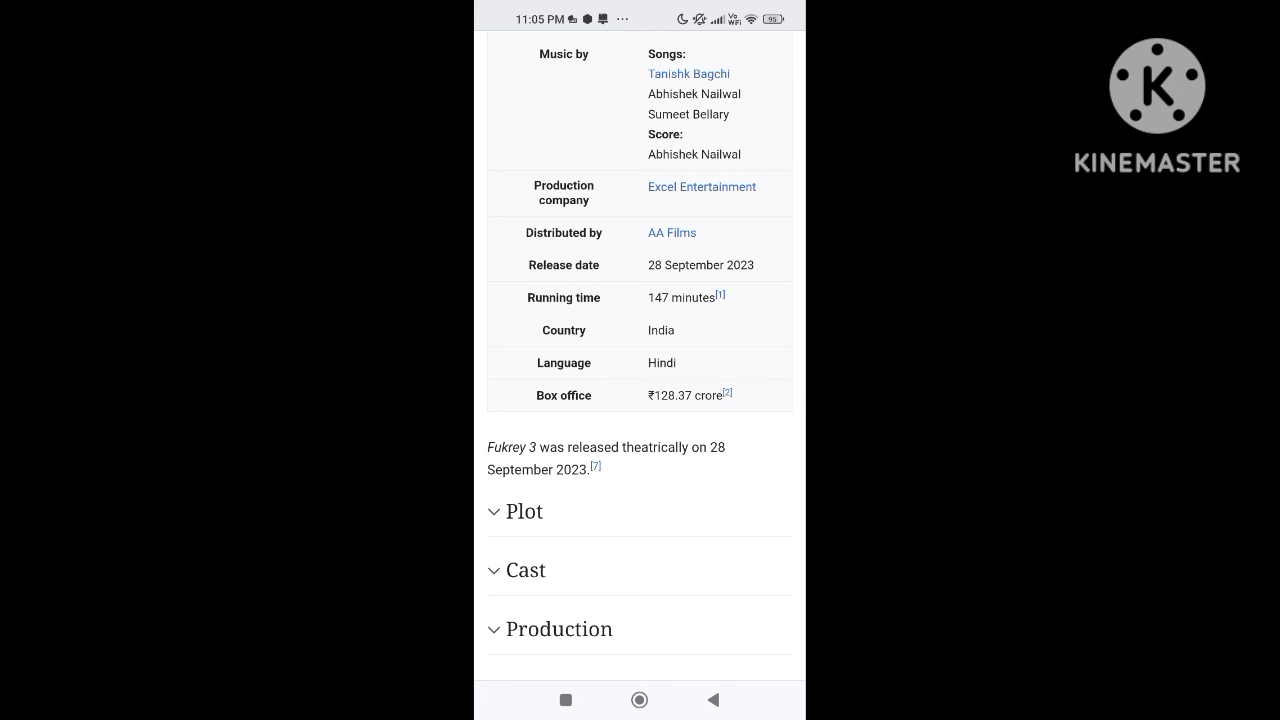 11:05 PM
Vo WiFi
95
K
KINEMASTER
Music by
Songs:
Tanishk Bagchi
Abhishek Nailwal
Sumeet Bellary
Score:
Abhishek Nailwal
Production
company
Excel Entertainment
Distributed by
AA Films
Release date
28 September 2023
Running time
147 minutes[1]
Country
India
Language
Hindi
Box office
₹128.37 crore[2]
Fukrey 3 was released theatrically on 28
September 2023.[7]
Plot
Cast
Production